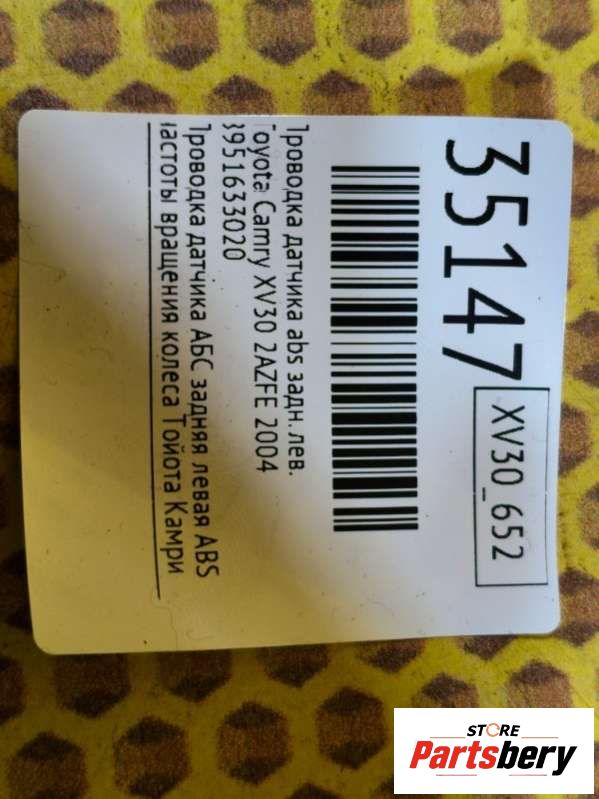 35147
XV30_652
Проводка датчика abs задн.лев.
Toyota Camry XV30 2AZFE 2004
8951633020
Проводка датчика АБС задняя левая ABS
частоты вращения колеса Тойота Камри
STORE
Partsbery